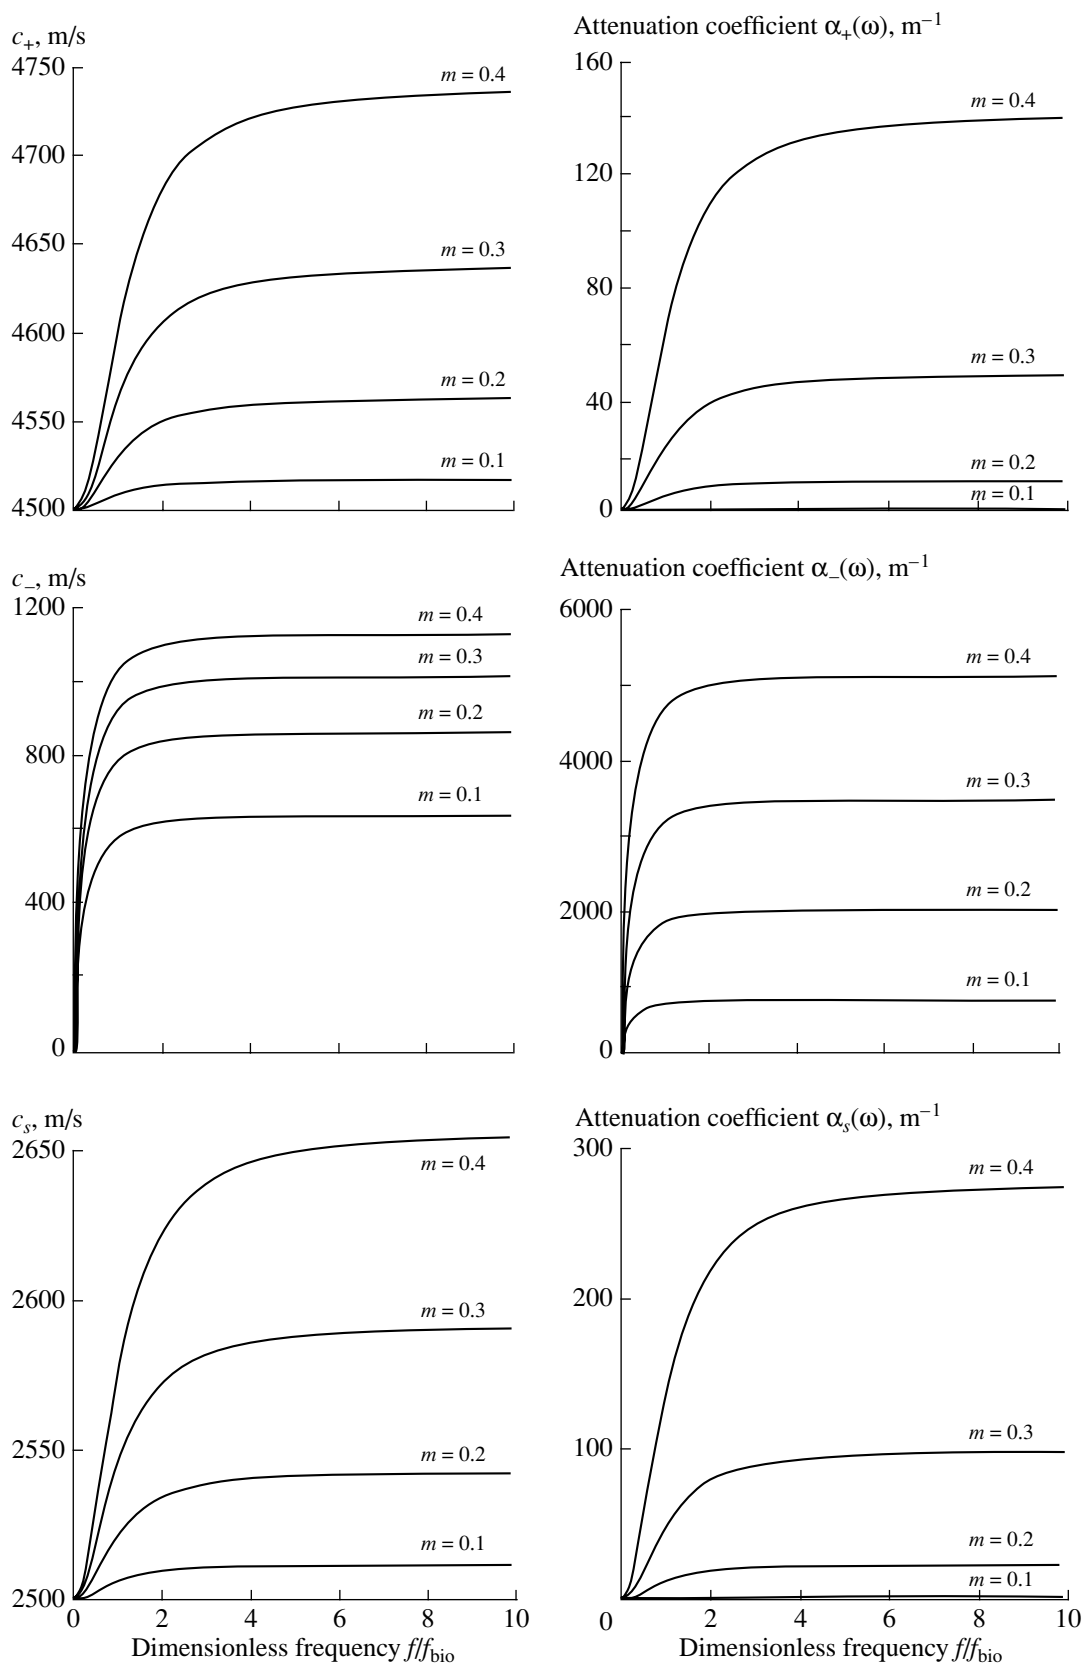 c₊, m/s
4750
4700
4650
4600
4550
4500
m = 0.4
m = 0.3
m = 0.2
m = 0.1
Attenuation coefficient α₊(ω), m⁻¹
160
120
80
40
0
m = 0.4
m = 0.3
m = 0.2
m = 0.1
c₋, m/s
1200
800
400
0
m = 0.4
m = 0.3
m = 0.2
m = 0.1
Attenuation coefficient α₋(ω), m⁻¹
6000
4000
2000
0
m = 0.4
m = 0.3
m = 0.2
m = 0.1
cₛ, m/s
2650
2600
2550
2500
m = 0.4
m = 0.3
m = 0.2
m = 0.1
0 2 4 6 8 10
Dimensionless frequency f/f_bio
Attenuation coefficient αₛ(ω), m⁻¹
300
200
100
m = 0.4
m = 0.3
m = 0.2
m = 0.1
0 2 4 6 8 10
Dimensionless frequency f/f_bio